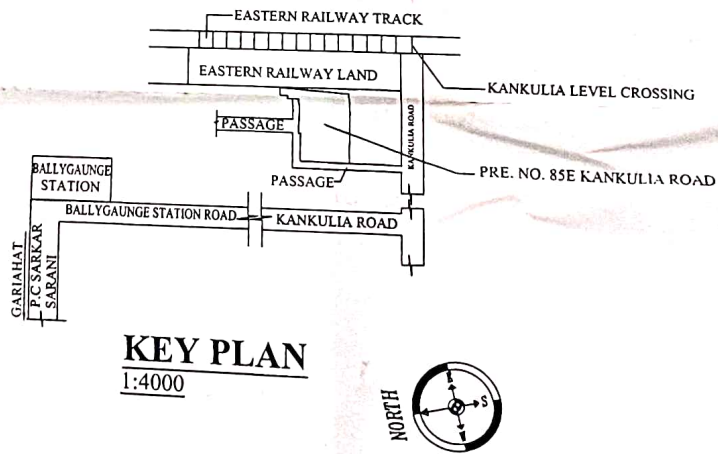 EASTERN RAILWAY TRACK
EASTERN RAILWAY LAND
KANKULIA LEVEL CROSSING
PASSAGE
KANKULIA ROAD
PASSAGE
PRE. NO. 85E KANKULIA ROAD
BALLYGAUNGE
STATION
BALLYGAUNGE STATION ROAD
KANKULIA ROAD
GARIAHAT
P.C SARKAR
SARANI
KEY PLAN
1:4000
NORTH
E
S
W